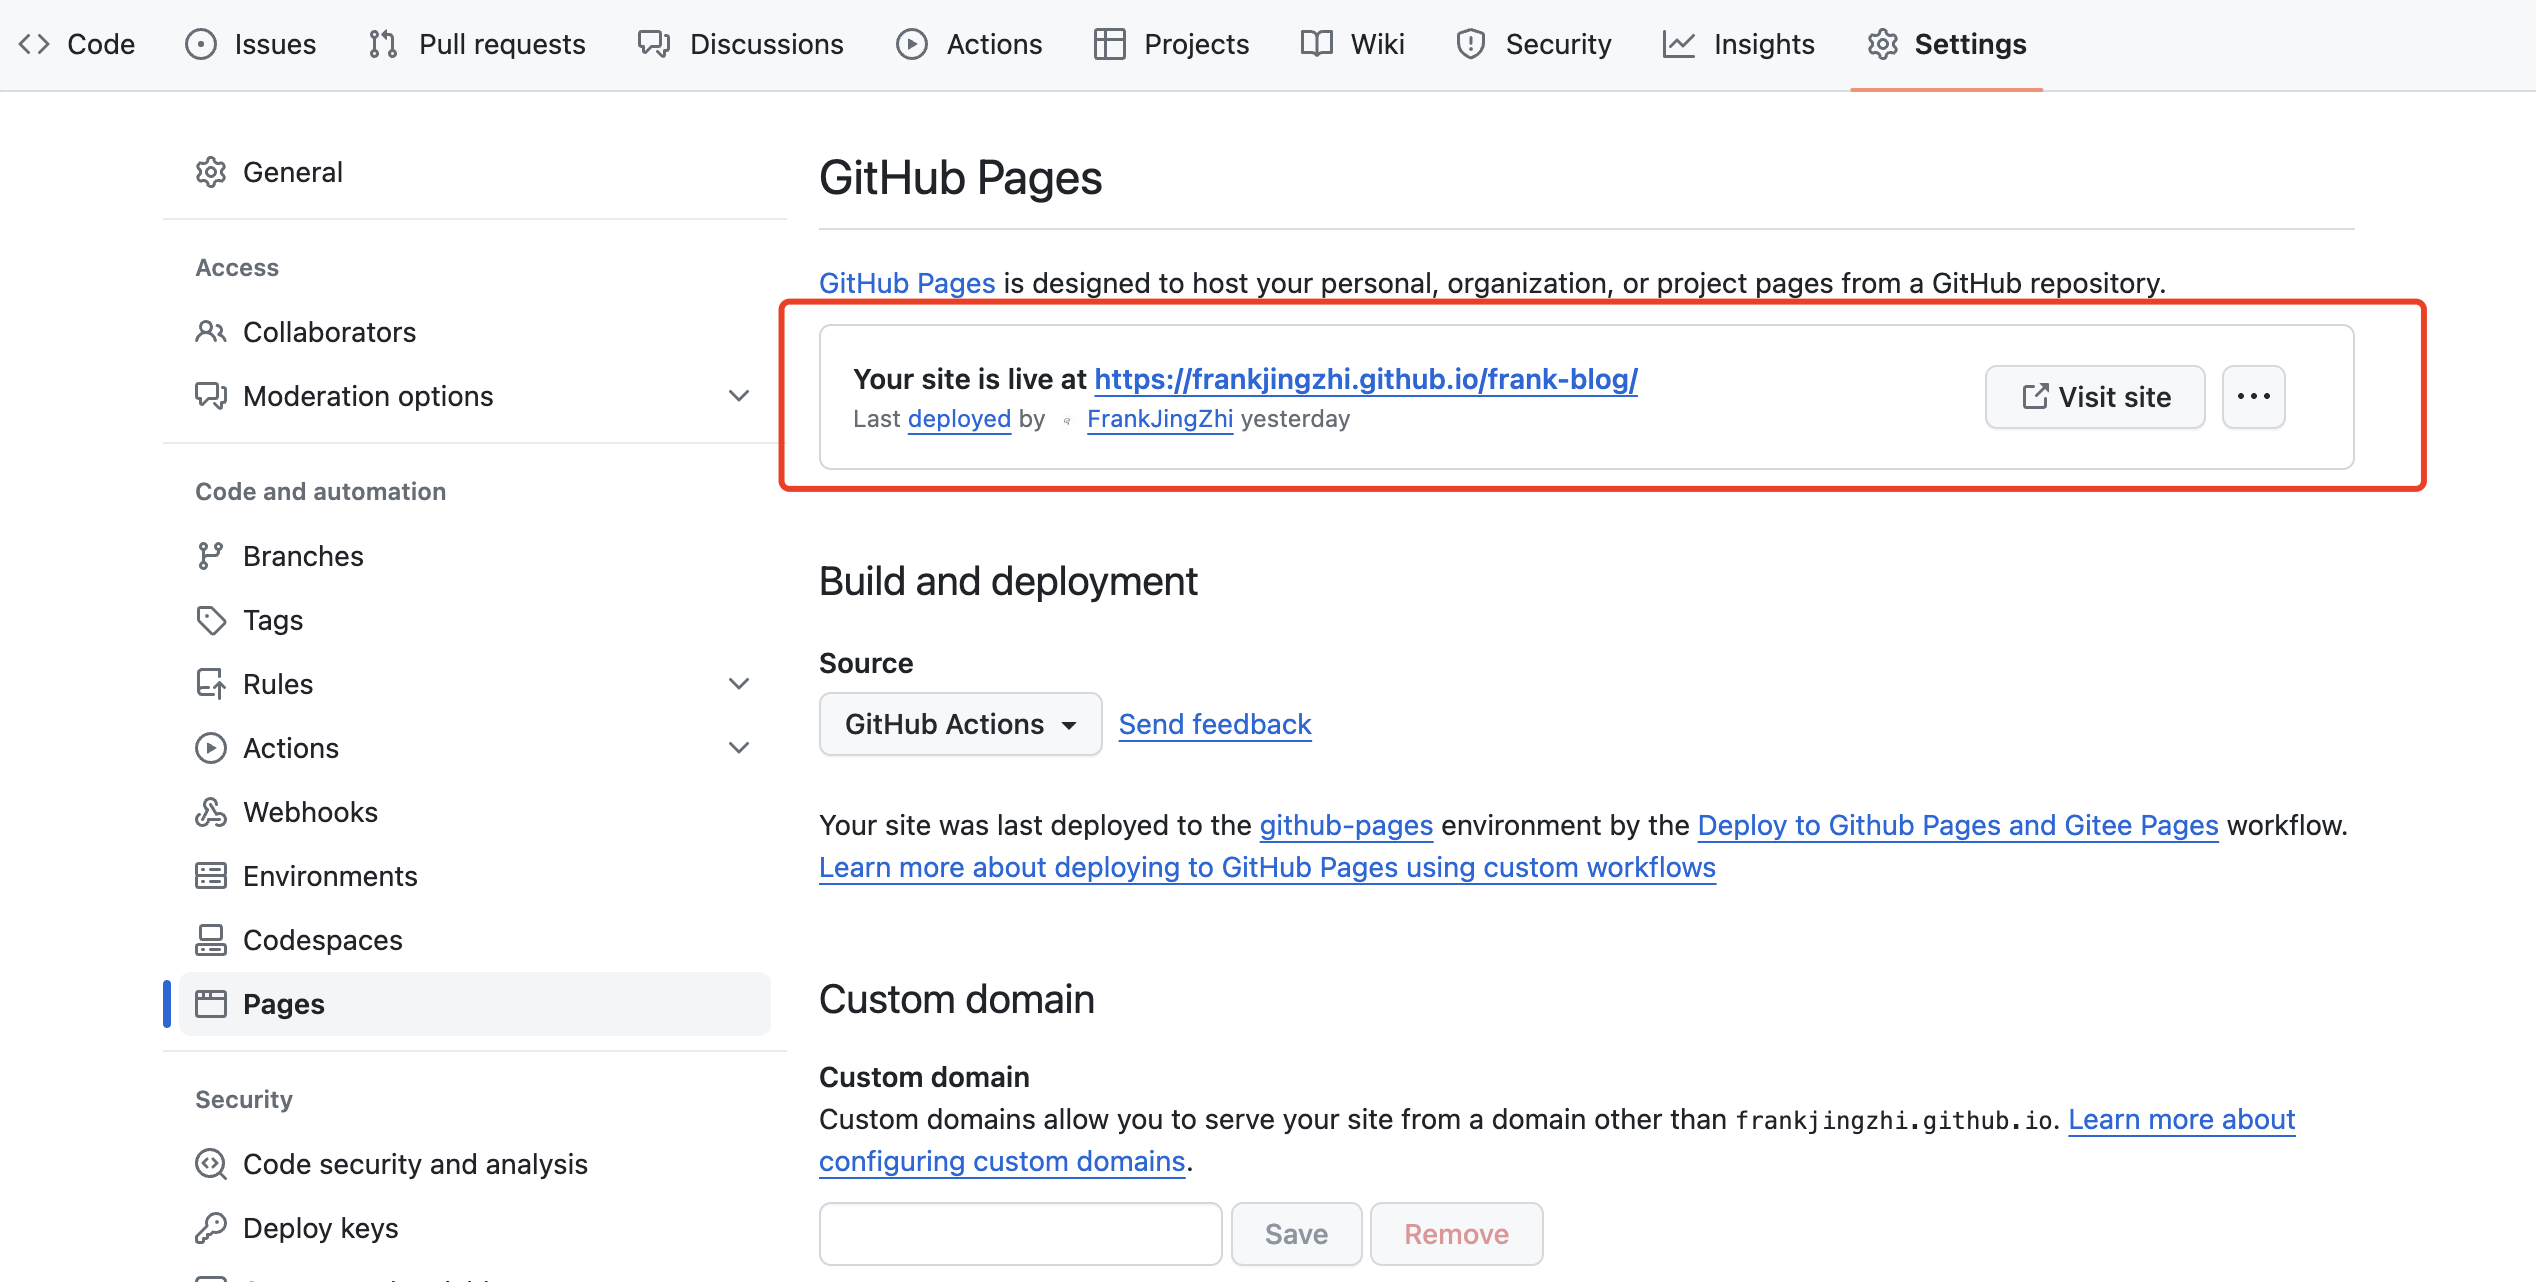 Code Issues Pull requests Discussions Actions Projects Wiki Security Insights Settings
General
Access
Collaborators
Moderation options
Code and automation
Branches
Tags
Rules
Actions
Webhooks
Environments
Codespaces
Pages
Security
Code security and analysis
Deploy keys
GitHub Pages
GitHub Pages is designed to host your personal, organization, or project pages from a GitHub repository.
Your site is live at https://frankjingzhi.github.io/frank-blog/
Last deployed by FrankJingZhi yesterday
Visit site
Build and deployment
Source
GitHub Actions Send feedback
Your site was last deployed to the github-pages environment by the Deploy to Github Pages and Gitee Pages workflow.
Learn more about deploying to GitHub Pages using custom workflows
Custom domain
Custom domain
Custom domains allow you to serve your site from a domain other than frankjingzhi.github.io. Learn more about
configuring custom domains.
Save Remove